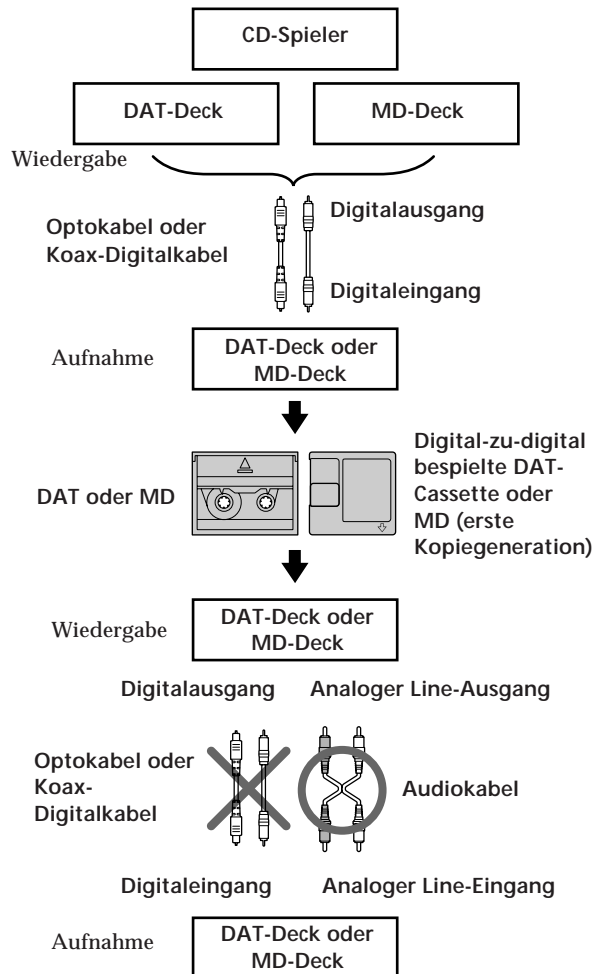 CD-Spieler
DAT-Deck
MD-Deck
Wiedergabe
Optokabel oder
Koax-Digitalkabel
Digitalausgang
Digitaleingang
Aufnahme
DAT-Deck oder
MD-Deck
DAT oder MD
Digital-zu-digital
bespielte DAT-
Cassette oder
MD (erste
Kopiegeneration)
Wiedergabe
DAT-Deck oder
MD-Deck
Digitalausgang
Analoger Line-Ausgang
Optokabel oder
Koax-
Digitalkabel
Audiokabel
Digitaleingang
Analoger Line-Eingang
Aufnahme
DAT-Deck oder
MD-Deck